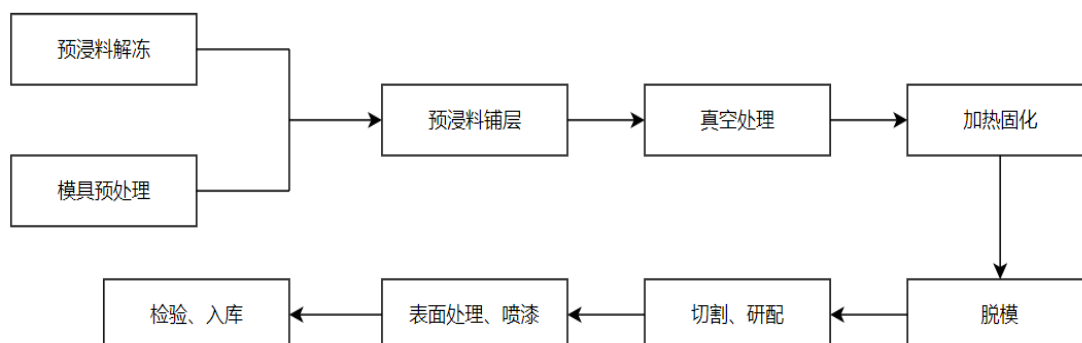 预浸料解冻
模具预处理
预浸料铺层
真空处理
加热固化
脱模
切割、研配
表面处理、喷漆
检验、入库